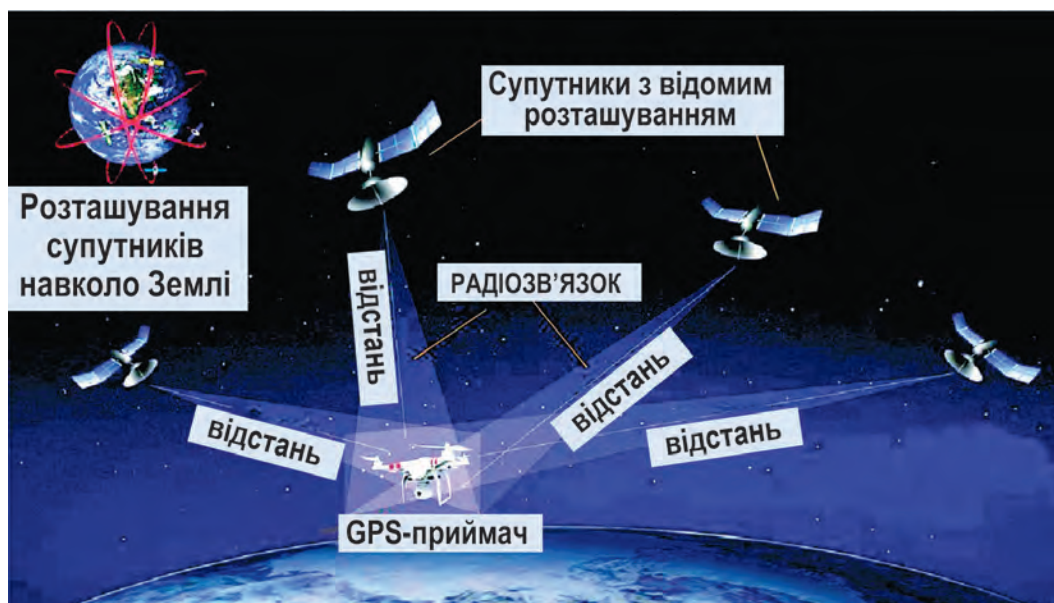 Супутники з відомим
розташуванням
Розташування
супутників
навколо Землі
відстань
РАДІОЗВ’ЯЗОК
відстань
відстань
відстань
GPS-приймач